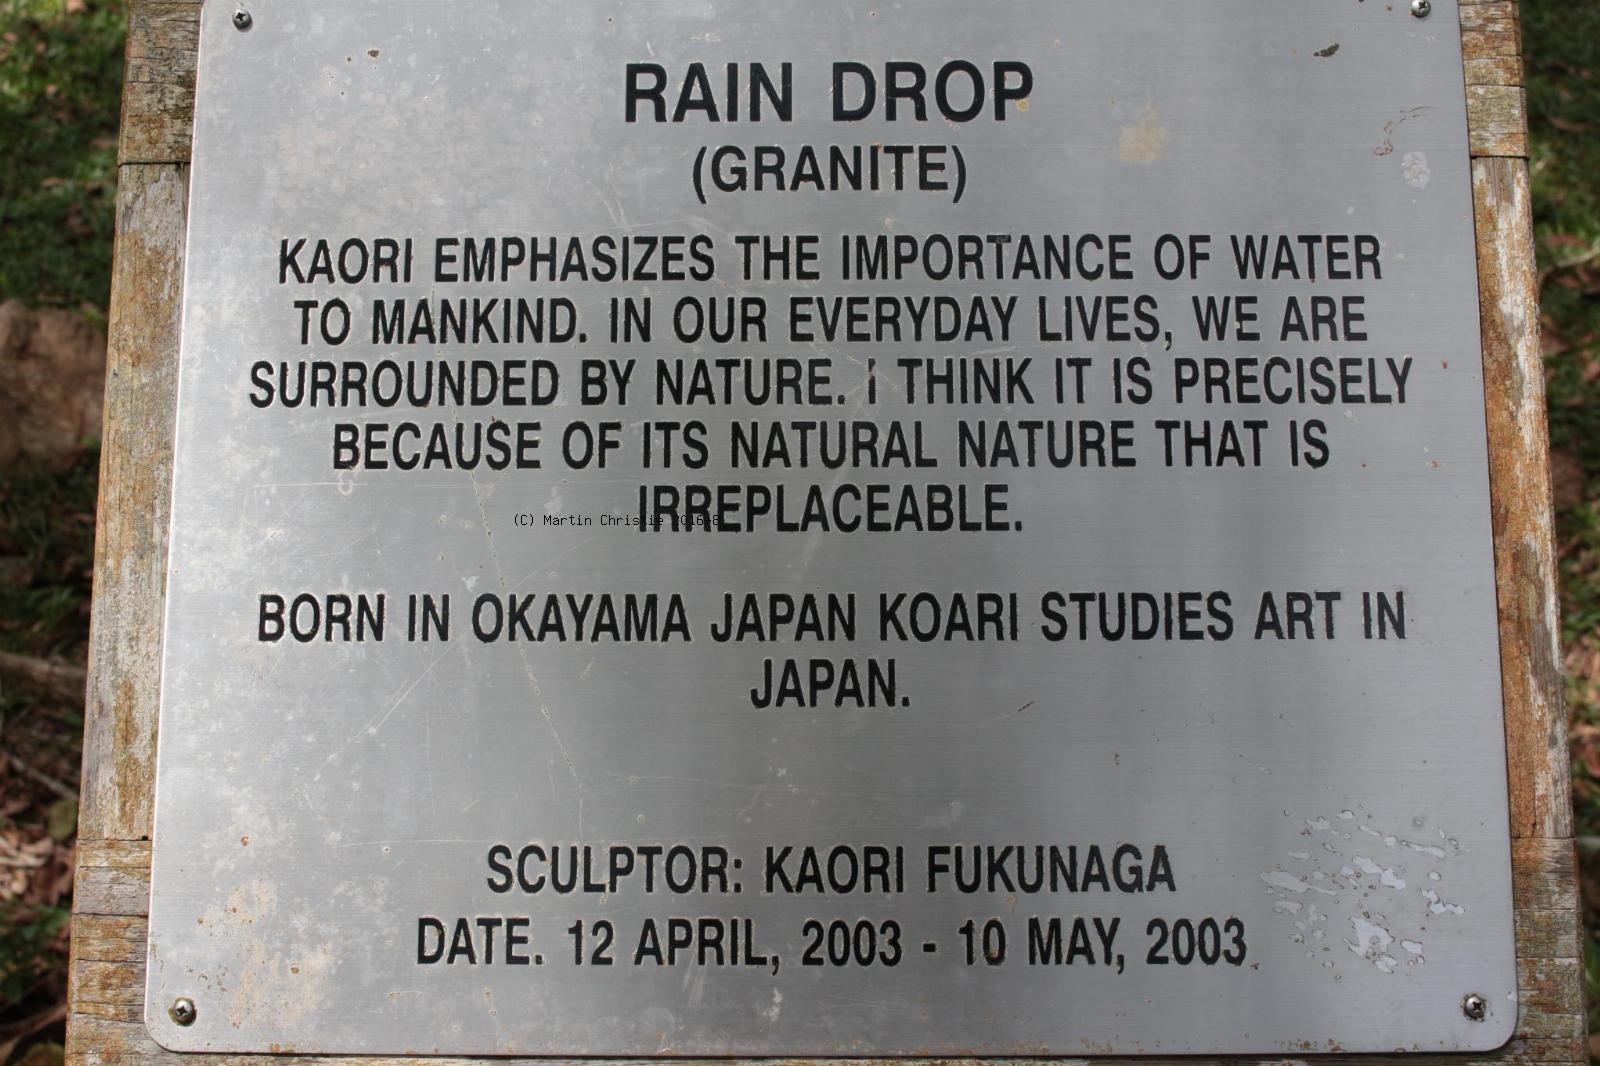 RAIN DROP
(GRANITE)
KAORI EMPHASIZES THE IMPORTANCE OF WATER
TO MANKIND. IN OUR EVERYDAY LIVES, WE ARE
SURROUNDED BY NATURE. I THINK IT IS PRECISELY
BECAUSE OF ITS NATURAL NATURE THAT IS
IRREPLACEABLE.
(C) Martin Christie 2016-8
BORN IN OKAYAMA JAPAN KOARI STUDIES ART IN
JAPAN.
SCULPTOR: KAORI FUKUNAGA
DATE. 12 APRIL, 2003 - 10 MAY, 2003